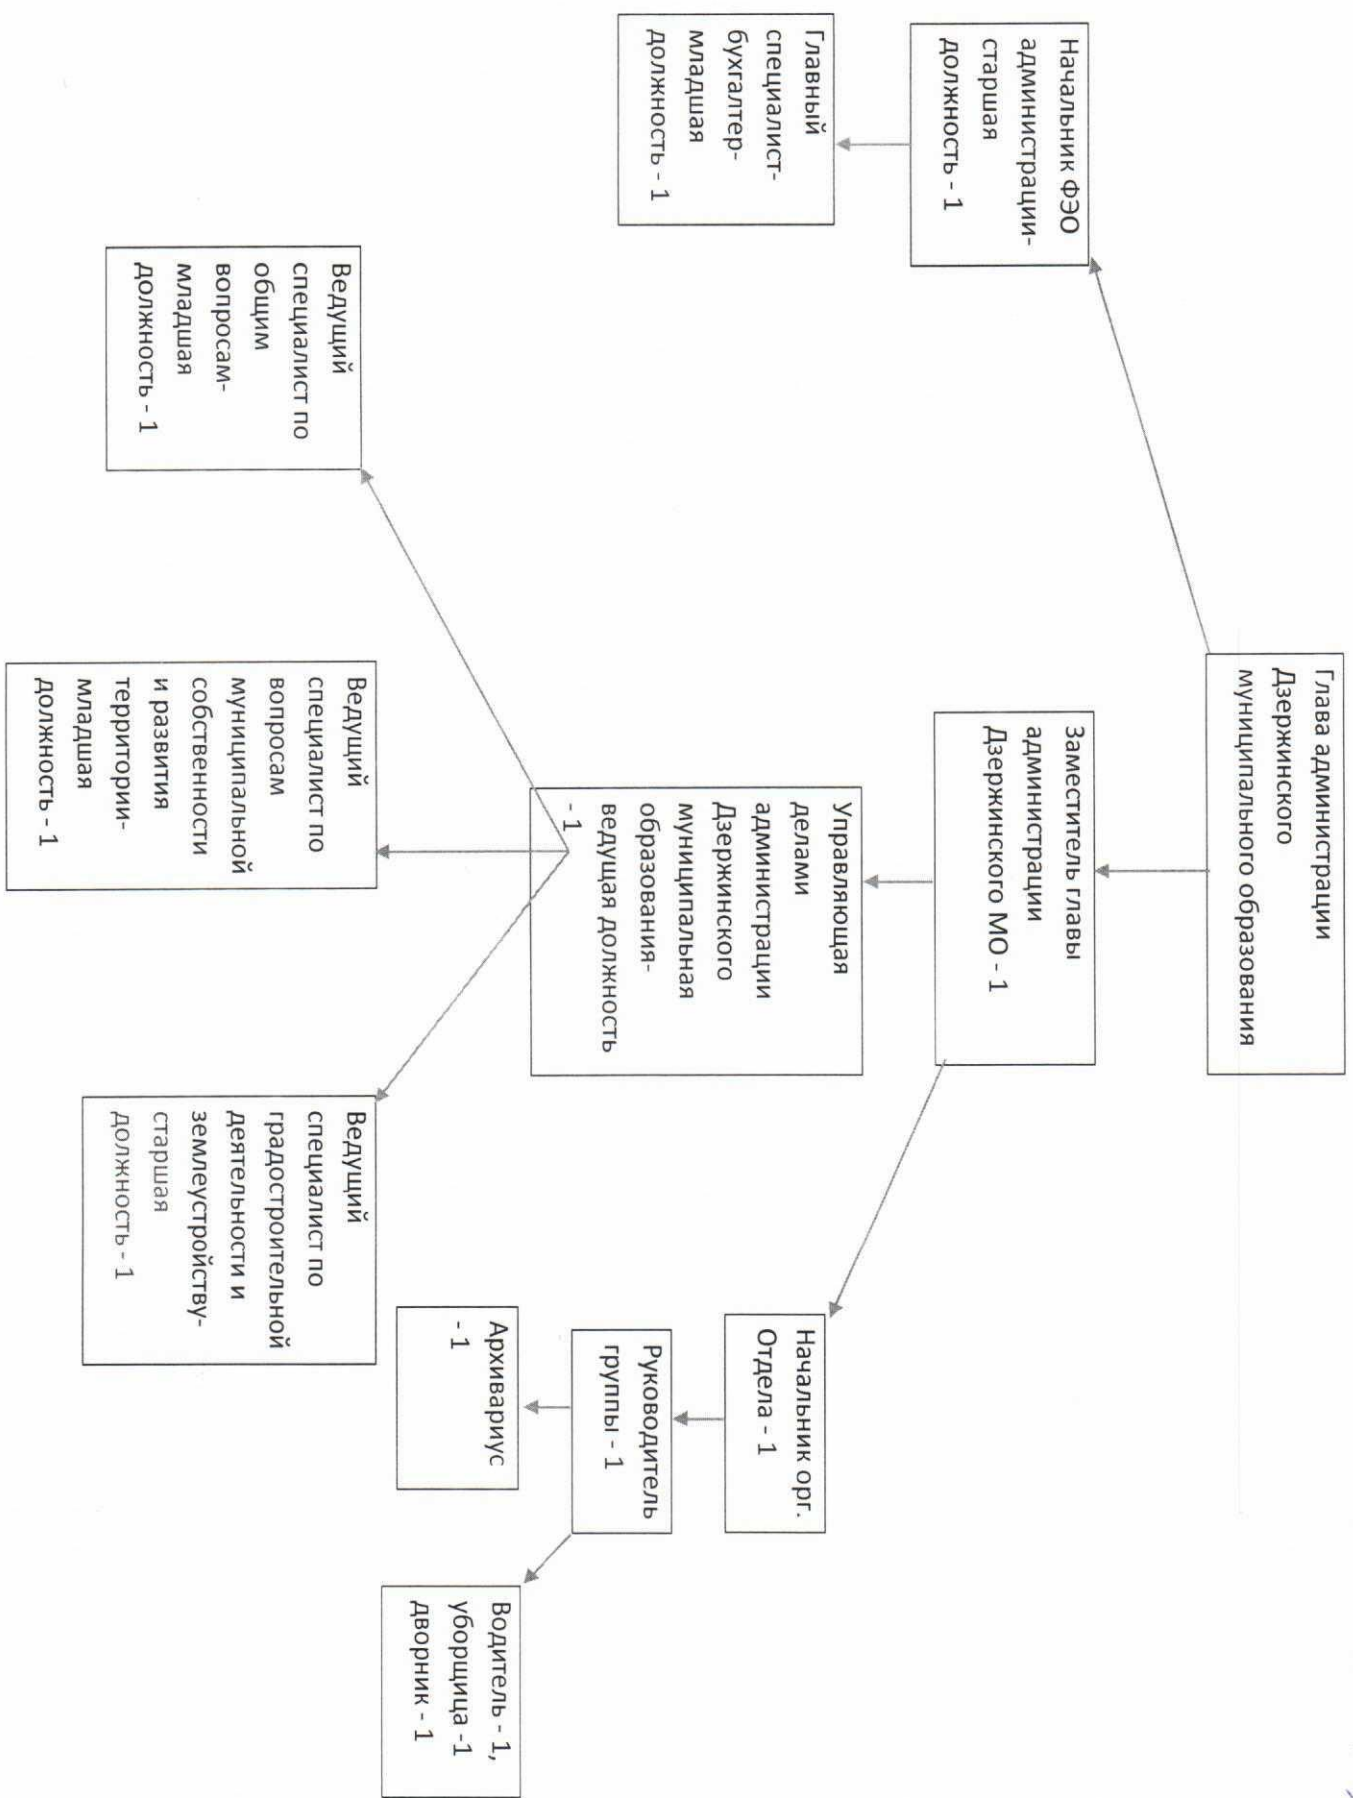 Глава администрации
Дзержинского
муниципального образования
Начальник ФЭО
администрации-
старшая
должность - 1
Заместитель главы
администрации
Дзержинского МО - 1
Главный
специалист-
бухгалтер-
младшая
должность - 1
Управляющая
делами
администрации
Дзержинского
муниципальная
образования-
ведущая должность
- 1
Начальник орг.
Отдела - 1
Руководитель
группы - 1
Архивариус
- 1
Водитель - 1,
уборщица -1
дворник - 1
Ведущий
специалист по
общим
вопросам-
младшая
должность - 1
Ведущий
специалист по
вопросам
муниципальной
собственности
и развития
территории-
младшая
должность - 1
Ведущий
специалист по
градостроительной
деятельности и
землеустройству-
старшая
должность - 1